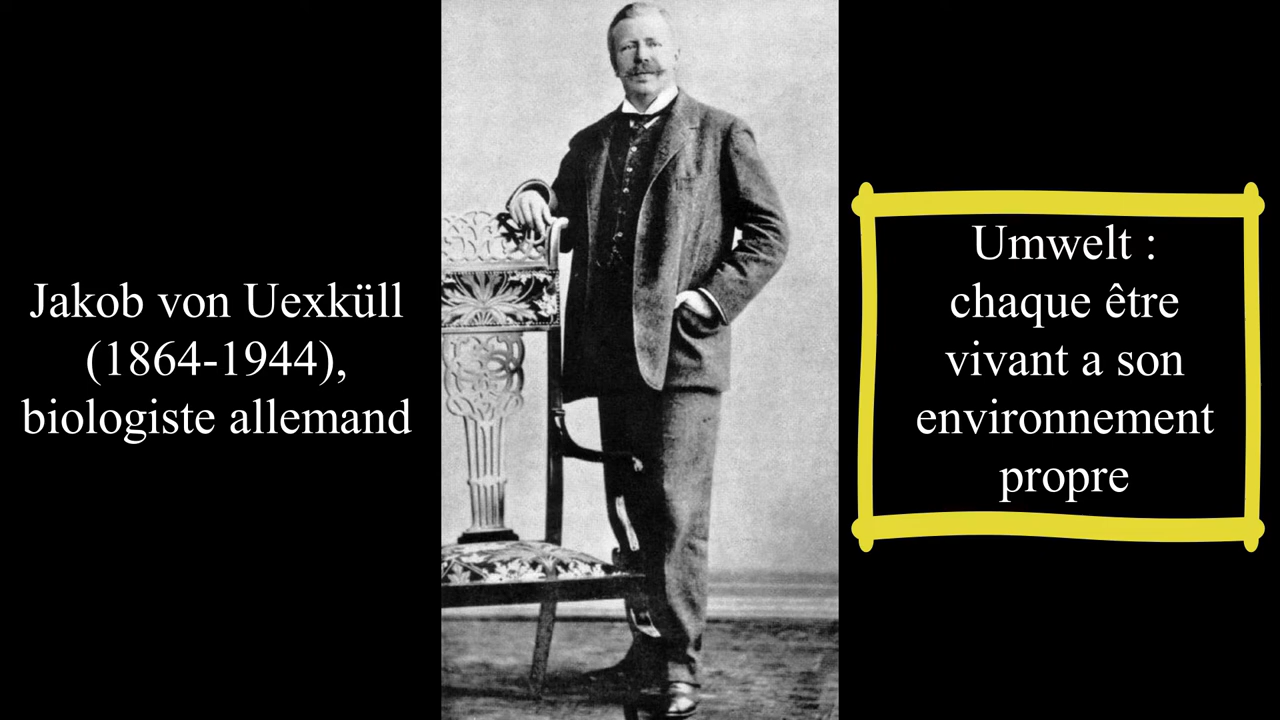 Jakob von Uexküll
(1864-1944),
biologiste allemand
Umwelt :
chaque être
vivant a son
environnement
propre